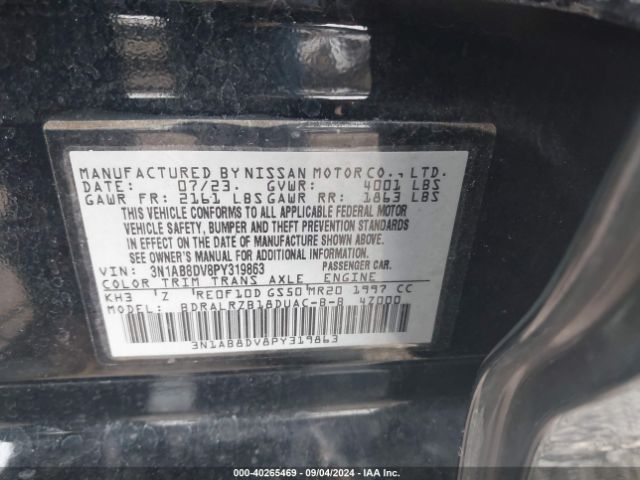 MANUFACTURED BY NISSAN MOTOR CO., LTD.
DATE: 07/23. GVWR: 4001 LBS
GAWR FR: 2161 LBS GAWR RR: 1863 LBS
THIS VEHICLE CONFORMS TO ALL APPLICABLE FEDERAL MOTOR
VEHICLE SAFETY, BUMPER AND THEFT PREVENTION STANDARDS
IN EFFECT ON THE DATE OF MANUFACTURE SHOWN ABOVE.
SEE OWNER'S MANUAL FOR ADDITIONAL INFORMATION.
VIN: 3N1AB8DV8PY319863 PASSENGER CAR.
COLOR TRIM TRANS AXLE ENGINE
KH3 Z RE0F10D GS50 MR20 1997 CC
MODEL: BDRALRZB18DUAC-B-B 4Z000
3N1AB8DV8PY319863
000-40265469 - 09/04/2024 - IAA Inc.